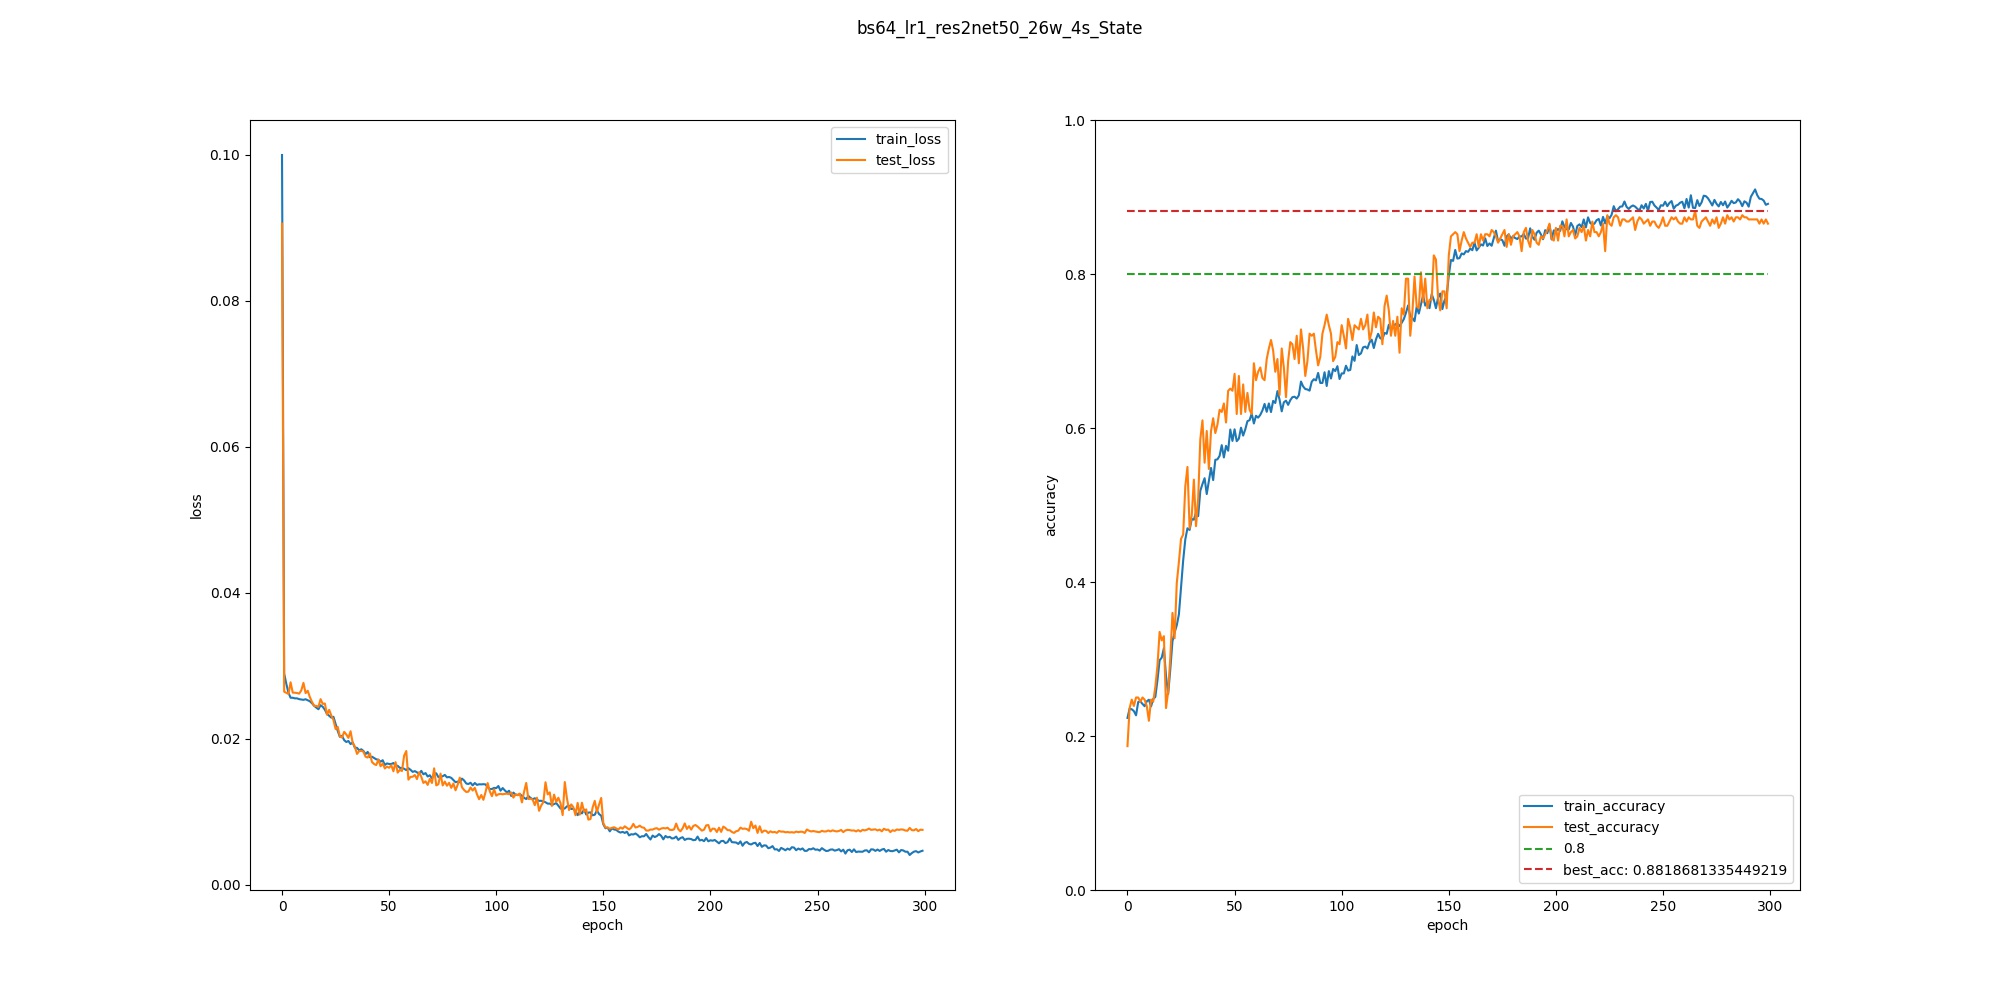 bs64_lr1_res2net50_26w_4s_State
train_loss
test_loss
0.10
0.08
0.06
0.04
0.02
0.00
loss
0 50 100 150 200 250 300
epoch
1.0
0.8
0.6
0.4
0.2
0.0
accuracy
train_accuracy
test_accuracy
0.8
best_acc: 0.8818681335449219
0 50 100 150 200 250 300
epoch